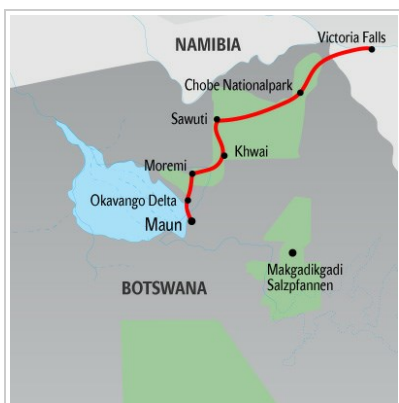 Victoria Falls
NAMIBIA
Chobe Nationalpark
Sawuti
Khwai
Moremi
Okavango Delta
Maun
Makgadikgadi
Salzpfannen
BOTSWANA